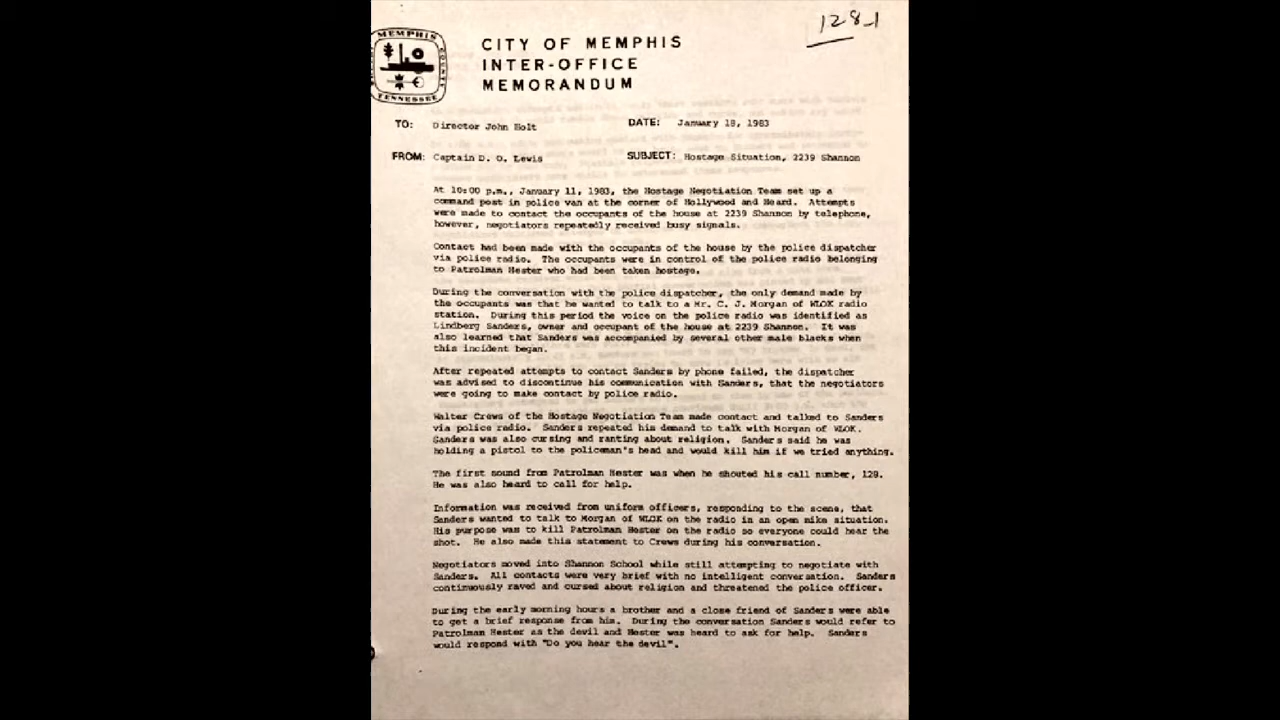 128-1
MEMPHIS
COUNTY
TENNESSEE
CITY OF MEMPHIS
INTER-OFFICE
MEMORANDUM
TO: Director John Holt
DATE: January 18, 1983
FROM: Captain D. O. Lewis
SUBJECT: Hostage Situation, 2239 Shannon
At 10:00 p.m., January 11, 1983, the Hostage Negotiation Team set up a
command post in police van at the corner of Hollywood and Heard. Attempts
were made to contact the occupants of the house at 2239 Shannon by telephone,
however, negotiators repeatedly received busy signals.
Contact had been made with the occupants of the house by the police dispatcher
via police radio. The occupants were in control of the police radio belonging
to Patrolman Hester who had been taken hostage.
During the conversation with the police dispatcher, the only demand made by
the occupants was that he wanted to talk to a Mr. C. J. Morgan of WLOK radio
station. During this period the voice on the police radio was identified as
Lindberg Sanders, owner and occupant of the house at 2239 Shannon. It was
also learned that Sanders was accompanied by several other male blacks when
this incident began.
After repeated attempts to contact Sanders by phone failed, the dispatcher
was advised to discontinue his communication with Sanders, that the negotiators
were going to make contact by police radio.
Walter Crews of the Hostage Negotiation Team made contact and talked to Sanders
via police radio. Sanders repeated his demand to talk with Morgan of WLOK.
Sanders was also cursing and ranting about religion. Sanders said he was
holding a pistol to the policeman's head and would kill him if we tried anything.
The first sound from Patrolman Hester was when he shouted his call number, 128.
He was also heard to call for help.
Information was received from uniform officers, responding to the scene, that
Sanders wanted to talk to Morgan of WLOK on the radio in an open mike situation.
His purpose was to kill Patrolman Hester on the radio so everyone could hear the
shot. He also made this statement to Crews during his conversation.
Negotiators moved into Shannon School while still attempting to negotiate with
Sanders. All contacts were very brief with no intelligent conversation. Sanders
continuously raved and cursed about religion and threatened the police officer.
During the early morning hours a brother and a close friend of Sanders were able
to get a brief response from him. During the conversation Sanders would refer to
Patrolman Hester as the devil and Hester was heard to ask for help. Sanders
would respond with "Do you hear the devil".